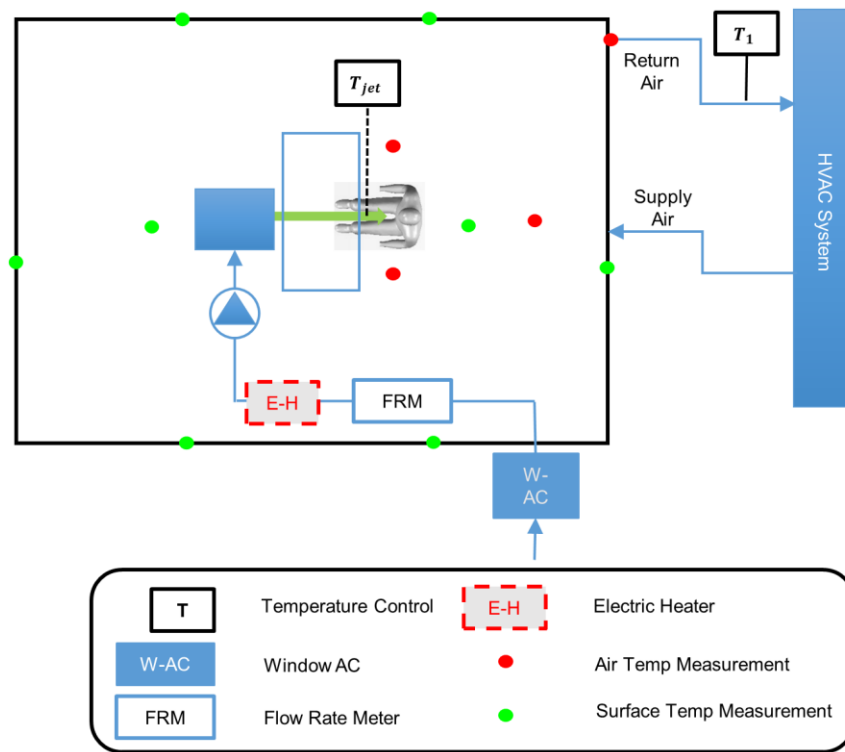 T₁
Return
Air
T_jet
HVAC System
Supply
Air
E-H
FRM
W-
AC
T
Temperature Control
E-H
Electric Heater
W-AC
Window AC
Air Temp Measurement
FRM
Flow Rate Meter
Surface Temp Measurement